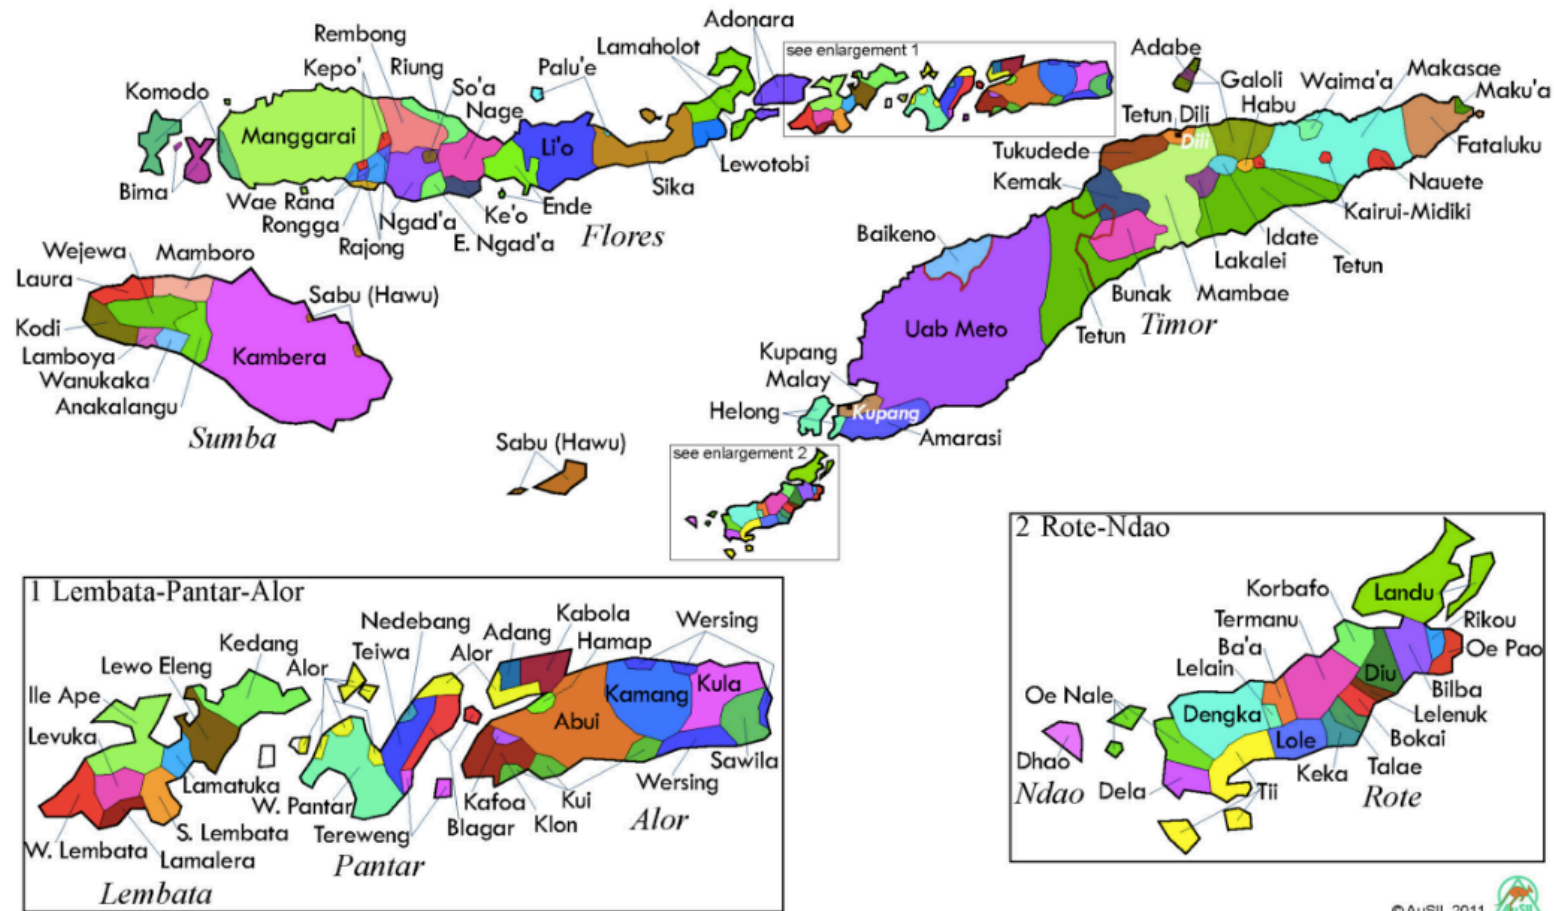 Adonara
Rembong
Lamaholot
see enlargement 1
Adabe
Kepo'
Riung
Palu'e
Galoli
Waima'a
Makasae
Komodo
So'a
Nage
Tetun Dili
Habu
Maku'a
Manggarai
Li'o
Dili
Tukudede
Fataluku
Bima
Lewotobi
Kemak
Nauete
Sika
Wae Rana
Rongga
Ngad'a
Ke'o
Ende
Kairui-Midiki
Rajong
E. Ngad'a
Flores
Baikeno
Idate
Lakalei
Tetun
Wejewa
Mamboro
Laura
Sabu (Hawu)
Bunak
Mambae
Kodi
Uab Meto
Tetun
Timor
Lamboya
Kambera
Kupang
Malay
Wanukaka
Anakalangu
Helong
Kupang
Sumba
Amarasi
Sabu (Hawu)
see enlargement 2
2 Rote-Ndao
1 Lembata-Pantar-Alor
Korbafo
Landu
Kabola
Nedebang
Adang
Hamap
Wersing
Termanu
Rikou
Kedang
Alor
Teiwa
Alor
Ba'a
Oe Pao
Lewo Eleng
Lelain
Diu
Ile Ape
Kamang
Kula
Oe Nale
Bilba
Abui
Dengka
Lelenuk
Levuka
Lole
Bokai
Sawila
Dhao
Keka
Talae
Lamatuka
Wersing
Ndao
Dela
Tii
Rote
W. Pantar
Kafoa
Kui
S. Lembata
Tereweng
Blagar
Klon
Alor
W. Lembata
Lamalera
Pantar
Lembata
© AuSIL 2011
AuSIL